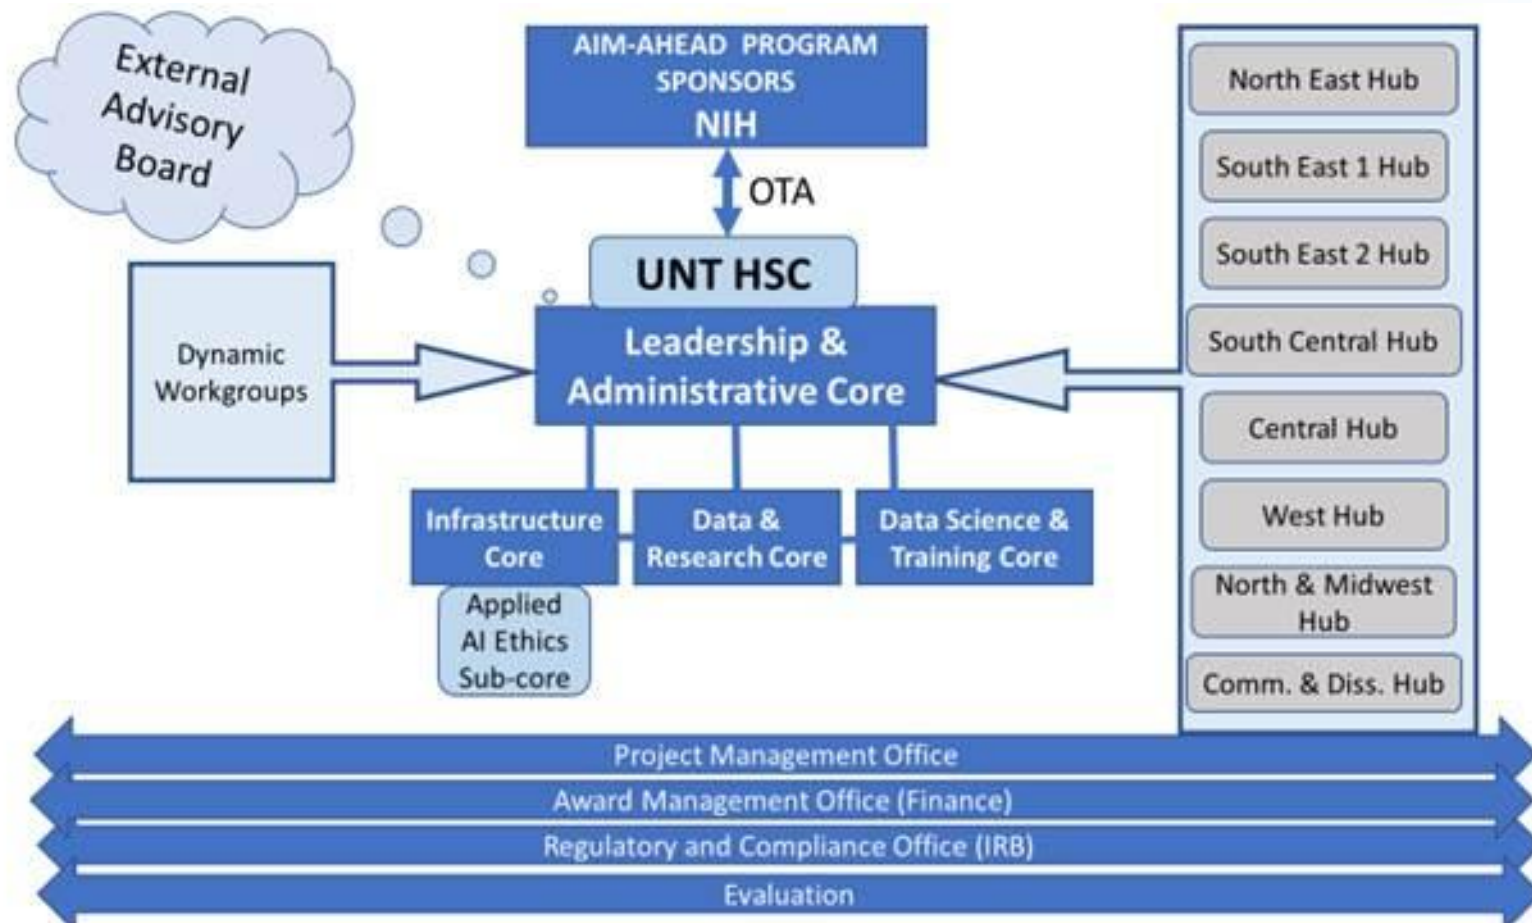 External
Advisory
Board
AIM-AHEAD PROGRAM
SPONSORS
NIH
OTA
UNT HSC
Leadership &
Administrative Core
Dynamic
Workgroups
Infrastructure
Core
Data &
Research Core
Data Science &
Training Core
Applied
AI Ethics
Sub-core
North East Hub
South East 1 Hub
South East 2 Hub
South Central Hub
Central Hub
West Hub
North & Midwest
Hub
Comm. & Diss. Hub
Project Management Office
Award Management Office (Finance)
Regulatory and Compliance Office (IRB)
Evaluation